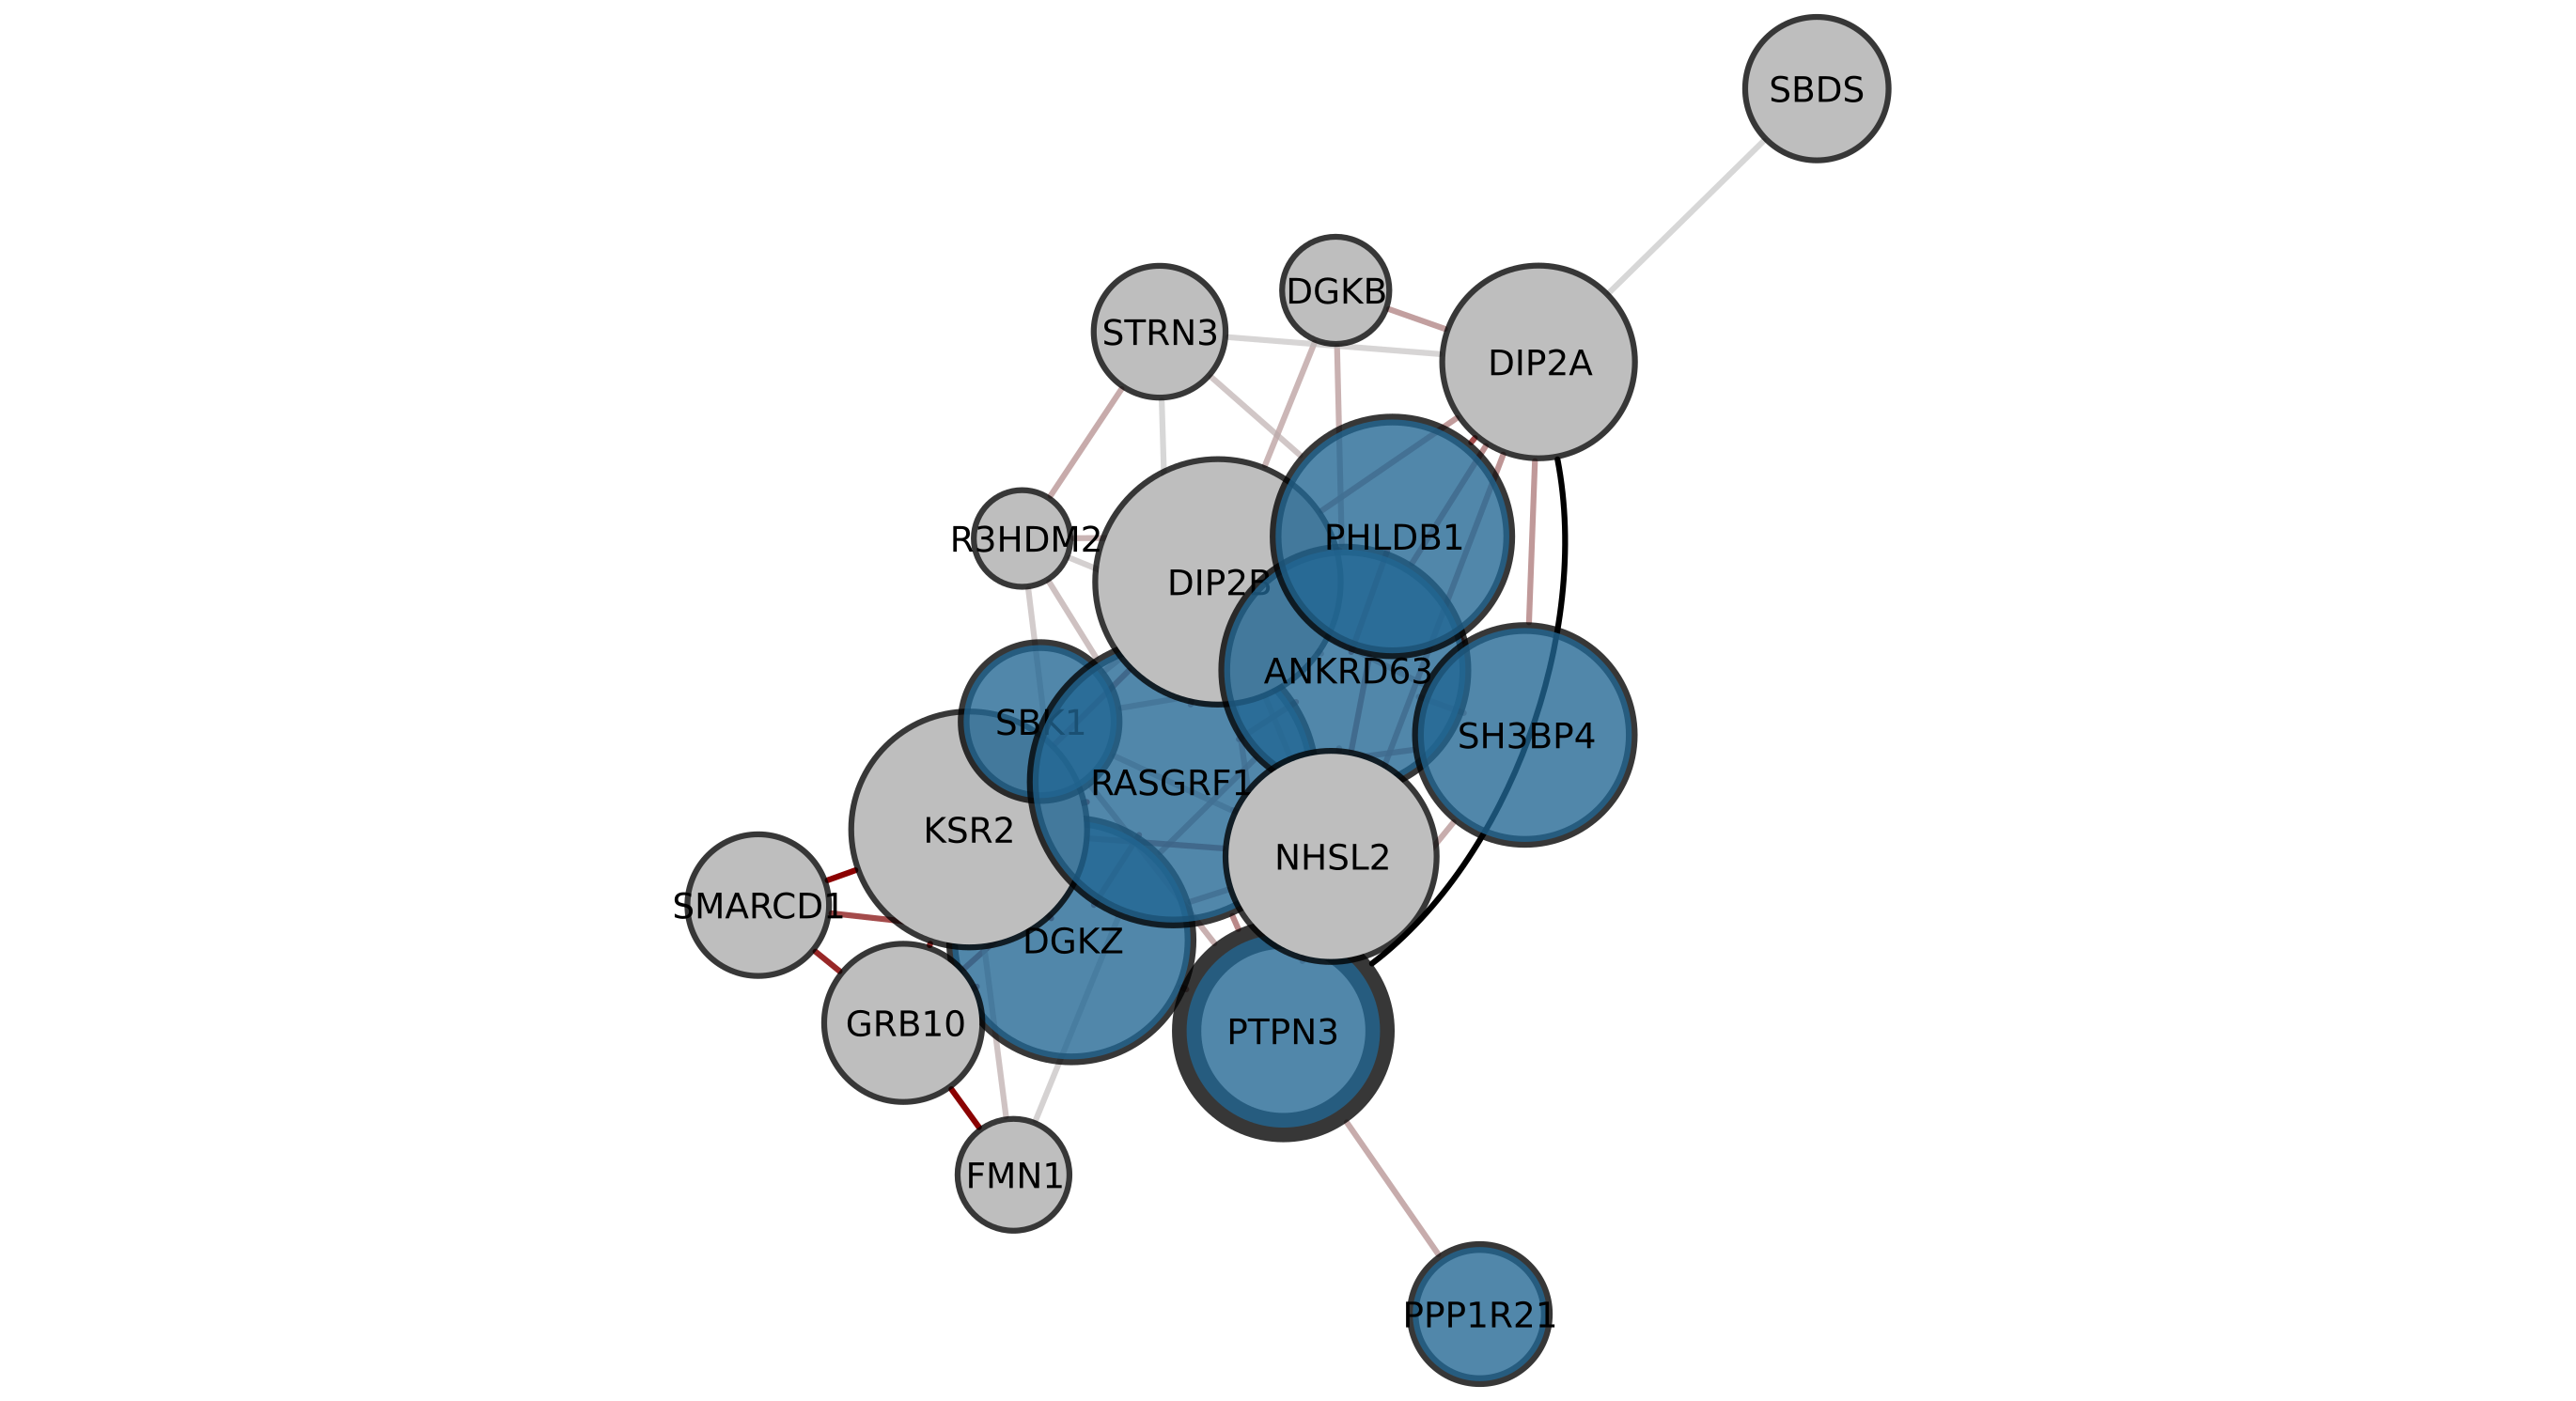 SBDS
DGKB
STRN3
DIP2A
PHLDB1
R3HDM2
DIP2B
ANKRD63
SBK1
SH3BP4
RASGRF1
KSR2
NHSL2
SMARCD1
DGKZ
GRB10
PTPN3
FMN1
PPP1R21